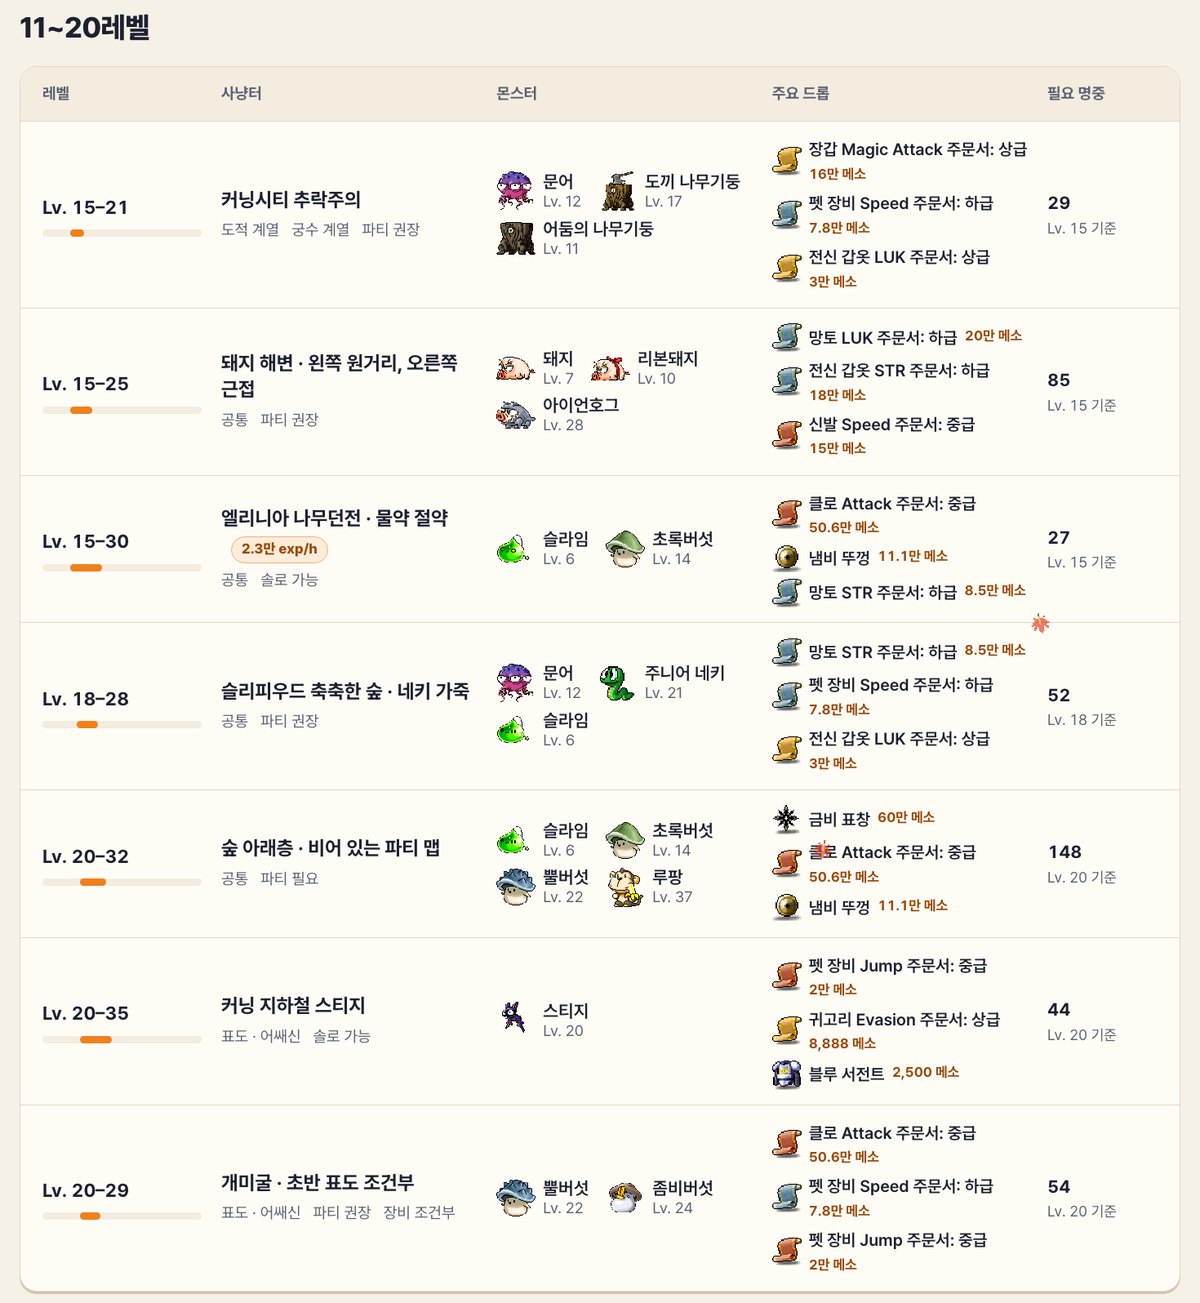 11~20레벨
레벨 사냥터 몬스터 주요 드롭 필요 명중
Lv. 15–21
커닝시티 추락주의
도적 계열 궁수 계열 파티 권장
문어
Lv. 12
도끼 나무기둥
Lv. 17
어둠의 나무기둥
Lv. 11
장갑 Magic Attack 주문서: 상급
16만 메소
펫 장비 Speed 주문서: 하급
7.8만 메소
전신 갑옷 LUK 주문서: 상급
3만 메소
29
Lv. 15 기준
Lv. 15–25
돼지 해변 · 왼쪽 원거리, 오른쪽
근접
공통 파티 권장
돼지
Lv. 7
리본돼지
Lv. 10
아이언호그
Lv. 28
망토 LUK 주문서: 하급 20만 메소
전신 갑옷 STR 주문서: 하급
18만 메소
신발 Speed 주문서: 중급
15만 메소
85
Lv. 15 기준
Lv. 15–30
엘리니아 나무던전 · 물약 절약
2.3만 exp/h
공통 솔로 가능
슬라임
Lv. 6
초록버섯
Lv. 14
클로 Attack 주문서: 중급
50.6만 메소
냄비 뚜껑 11.1만 메소
망토 STR 주문서: 하급 8.5만 메소
27
Lv. 15 기준
Lv. 18–28
슬리피우드 축축한 숲 · 네키 가죽
공통 파티 권장
문어
Lv. 12
주니어 네키
Lv. 21
슬라임
Lv. 6
망토 STR 주문서: 하급 8.5만 메소
펫 장비 Speed 주문서: 하급
7.8만 메소
전신 갑옷 LUK 주문서: 상급
3만 메소
52
Lv. 18 기준
Lv. 20–32
숲 아래층 · 비어 있는 파티 맵
공통 파티 필요
슬라임
Lv. 6
초록버섯
Lv. 14
뿔버섯
Lv. 22
루팡
Lv. 37
금비 표창 60만 메소
클로 Attack 주문서: 중급
50.6만 메소
냄비 뚜껑 11.1만 메소
148
Lv. 20 기준
Lv. 20–35
커닝 지하철 스티지
표도 · 어쌔신 솔로 가능
스티지
Lv. 20
펫 장비 Jump 주문서: 중급
2만 메소
귀고리 Evasion 주문서: 상급
8,888 메소
블루 서전트 2,500 메소
44
Lv. 20 기준
Lv. 20–29
개미굴 · 초반 표도 조건부
표도 · 어쌔신 파티 권장 장비 조건부
뿔버섯
Lv. 22
좀비버섯
Lv. 24
클로 Attack 주문서: 중급
50.6만 메소
펫 장비 Speed 주문서: 하급
7.8만 메소
펫 장비 Jump 주문서: 중급
2만 메소
54
Lv. 20 기준